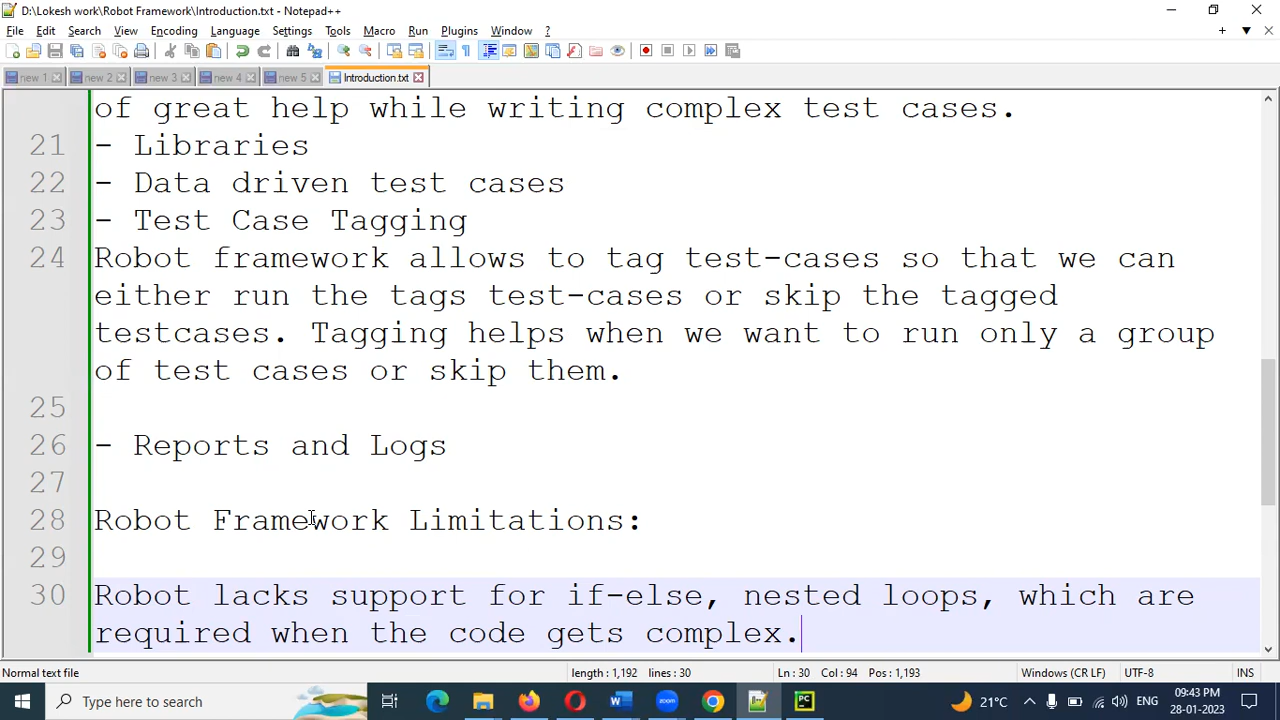 D:\Lokesh work\Robot Framework\Introduction.txt - Notepad++
File Edit Search View Encoding Language Settings Tools Macro Run Plugins Window ?
new 1 new 2 new 3 new 4 new 5 Introduction.txt
of great help while writing complex test cases.
21 - Libraries
22 - Data driven test cases
23 - Test Case Tagging
24 Robot framework allows to tag test-cases so that we can
either run the tags test-cases or skip the tagged
testcases. Tagging helps when we want to run only a group
of test cases or skip them.
25
26 - Reports and Logs
27
28 Robot Framework Limitations:
29
30 Robot lacks support for if-else, nested loops, which are
required when the code gets complex.
Normal text file length : 1,192 lines : 30 Ln : 30 Col : 94 Pos : 1,193 Windows (CR LF) UTF-8 INS
Type here to search zoom PC 21°C ENG 09:43 PM
28-01-2023